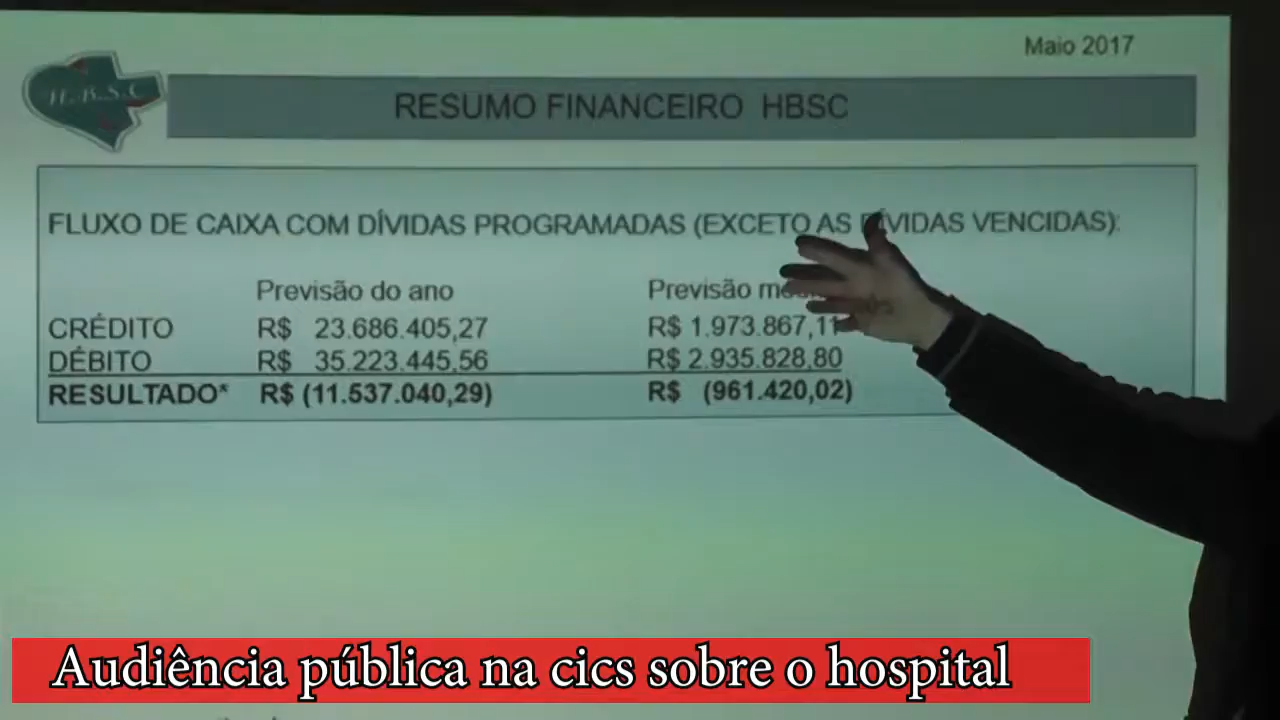 Maio 2017
H.B.S.C
RESUMO FINANCEIRO HBSC
FLUXO DE CAIXA COM DÍVIDAS PROGRAMADAS (EXCETO AS DÍVIDAS VENCIDAS):
Previsão do ano Previsão
CRÉDITO R$ 23.686.405,27 R$ 1.973.867,11
DÉBITO R$ 35.223.445,56 R$ 2.935.828,80
RESULTADO* R$ (11.537.040,29) R$ (961.420,02)
Audiência pública na cics sobre o hospital